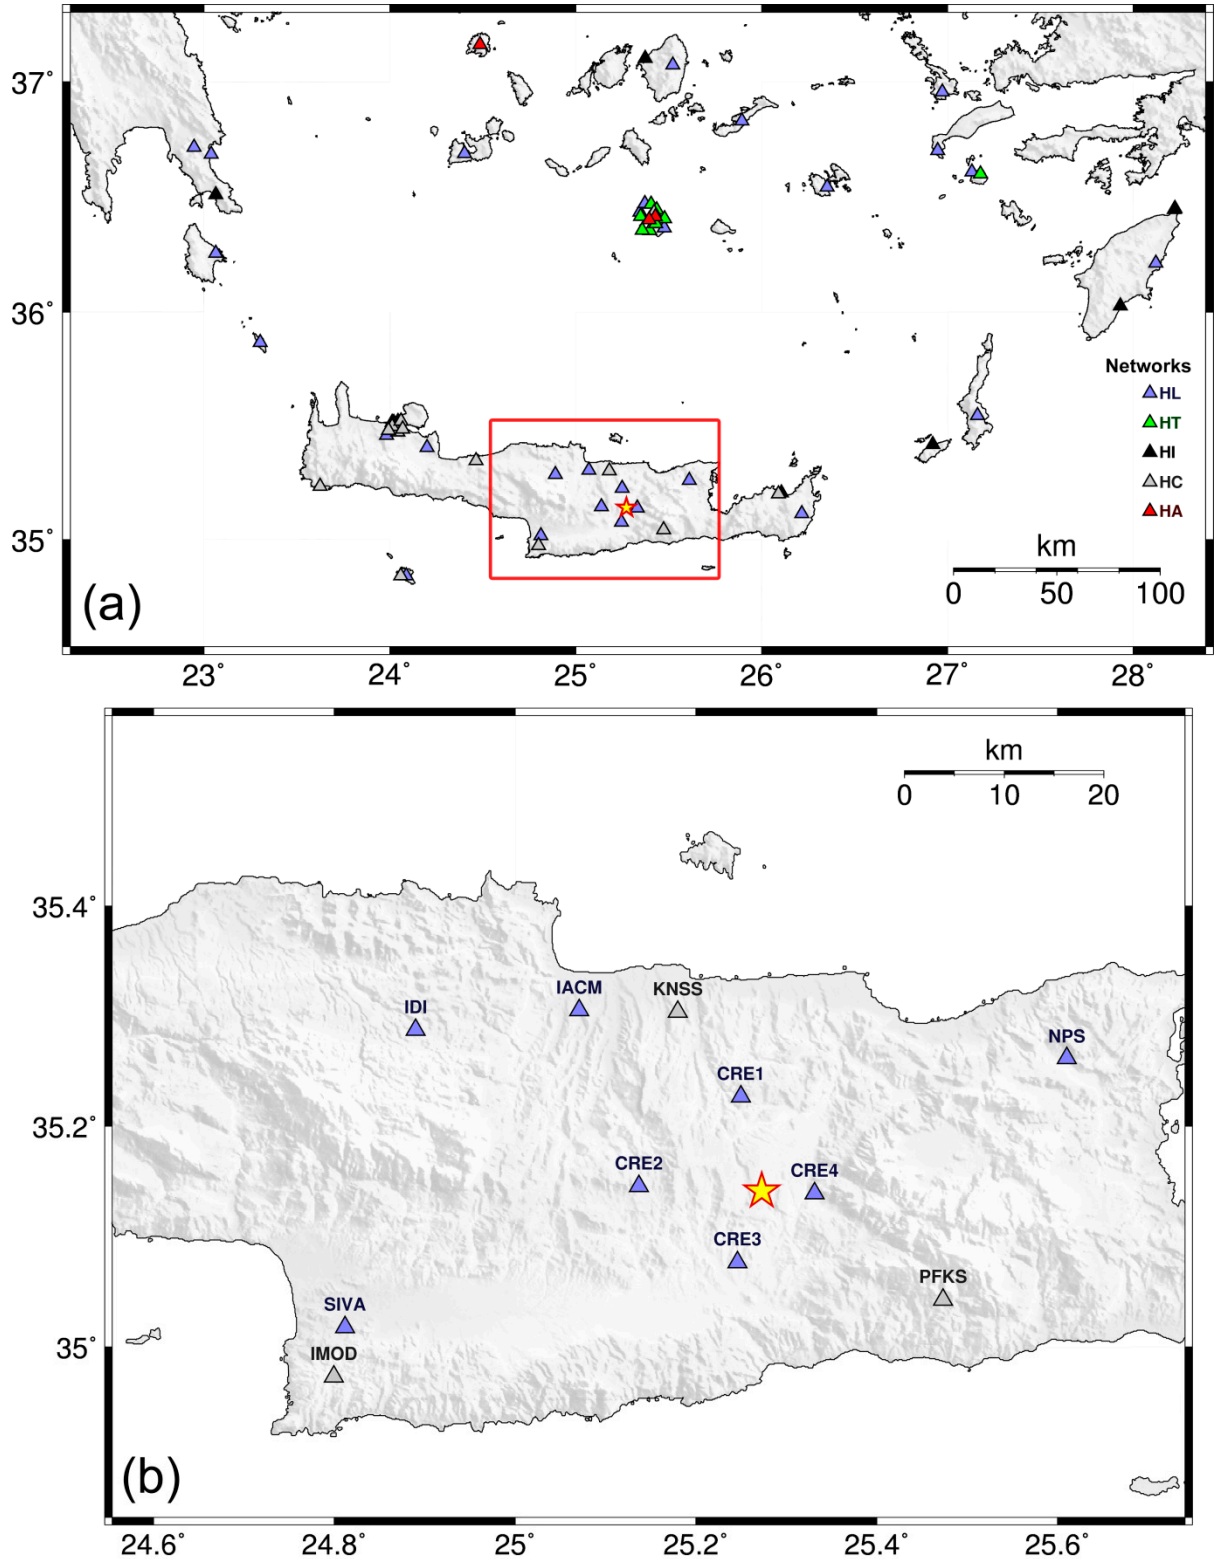 37°
36°
35°
Networks
HL
HT
HI
HC
HA
km
0 50 100
(a)
23° 24° 25° 26° 27° 28°
km
0 10 20
35.4°
35.2°
35°
IDI
IACM
KNSS
NPS
CRE1
CRE2
CRE4
CRE3
PFKS
SIVA
IMOD
(b)
24.6° 24.8° 25° 25.2° 25.4° 25.6°